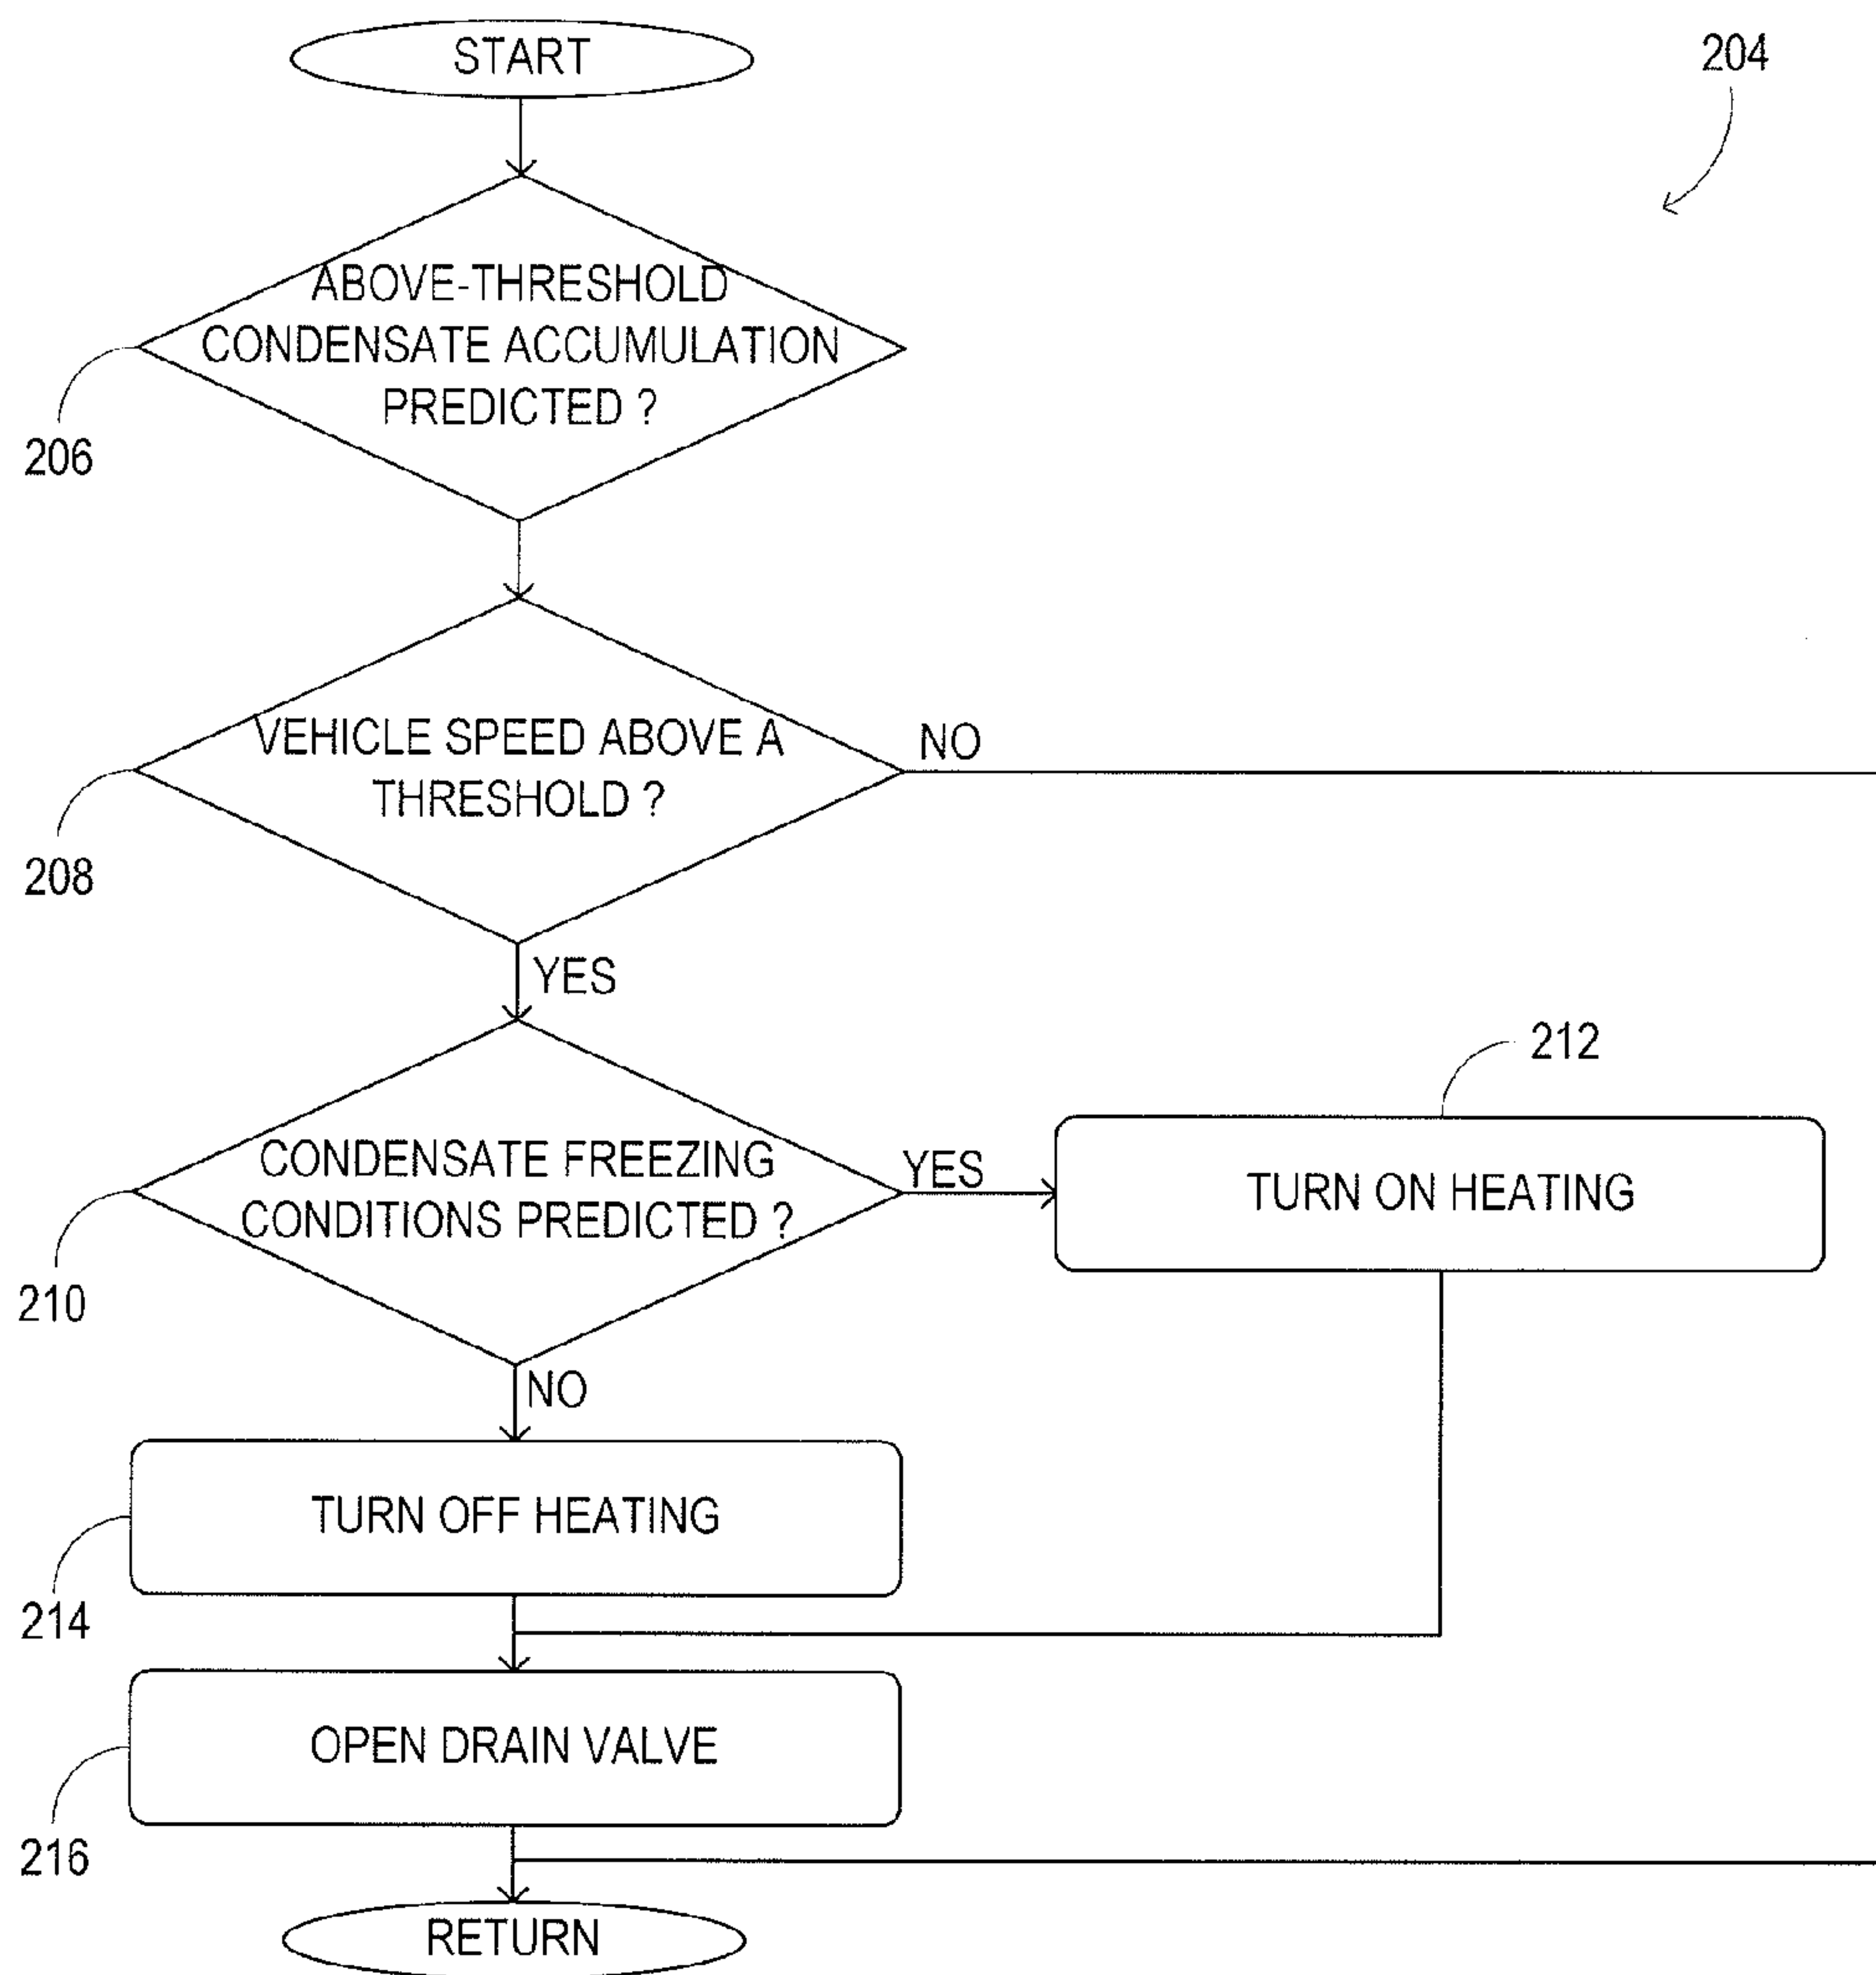 START
204
ABOVE-THRESHOLD
CONDENSATE ACCUMULATION
PREDICTED ?
206
VEHICLE SPEED ABOVE A
THRESHOLD ?
NO
208
YES
212
CONDENSATE FREEZING
CONDITIONS PREDICTED ?
YES
TURN ON HEATING
210
NO
TURN OFF HEATING
214
OPEN DRAIN VALVE
216
RETURN